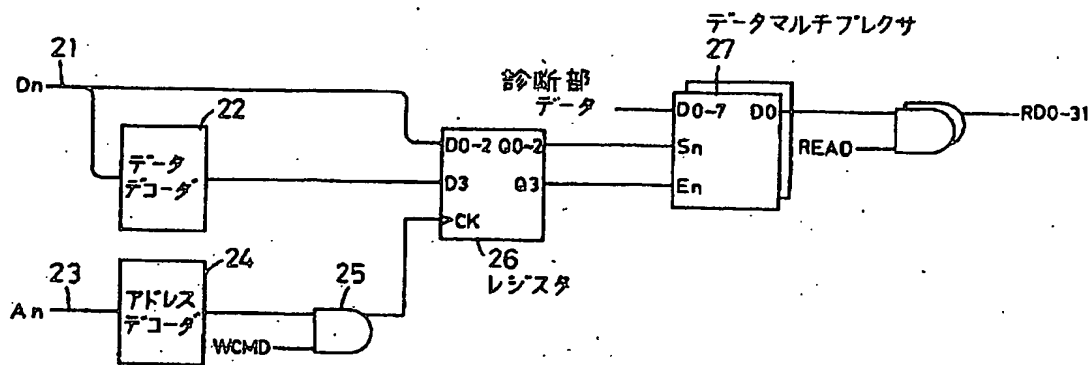 データマルチプレクサ
27
21
Dn
診断部
データ
22
データ
デコーダ
D0~2 Q0~2
D3 Q3
CK
26
レジスタ
D0~7 D0
Sn
En
READ
RD0-31
23
An
24
アドレス
デコーダ
25
WCMD